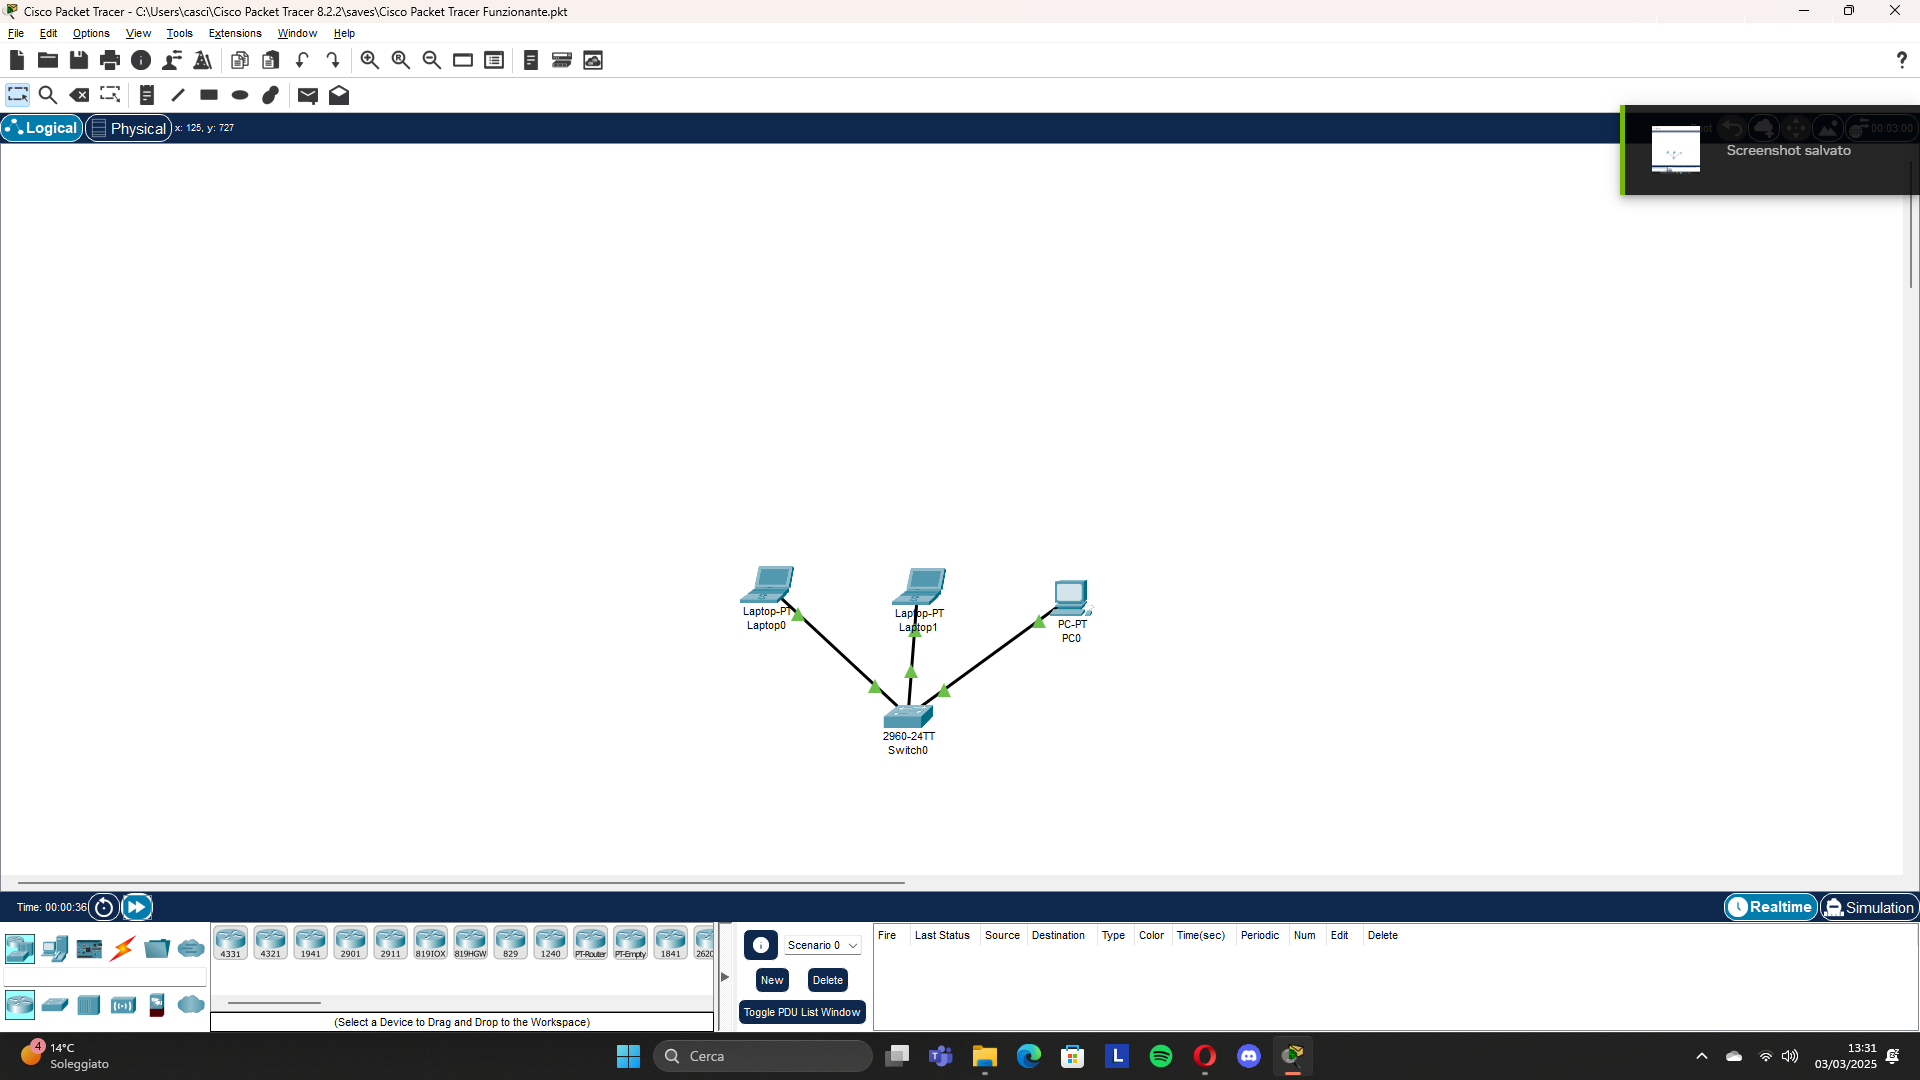 Cisco Packet Tracer - C:\Users\casci\Cisco Packet Tracer 8.2.2\saves\Cisco Packet Tracer Funzionante.pkt
File Edit Options View Tools Extensions Window Help
?
Logical Physical x: 125, y: 727
00:03:00
Screenshot salvato
Laptop-PT
Laptop0
Laptop-PT
Laptop1
PC-PT
PC0
2960-24TT
Switch0
Time: 00:00:36
Realtime Simulation
4331 4321 1941 2901 2911 819IOX 819HGW 829 1240 PT-Router PT-Empty 1841
(Select a Device to Drag and Drop to the Workspace)
Scenario 0
New Delete
Toggle PDU List Window
Fire Last Status Source Destination Type Color Time(sec) Periodic Num Edit Delete
4
14°C
Soleggiato
Cerca
L
13:31
03/03/2025